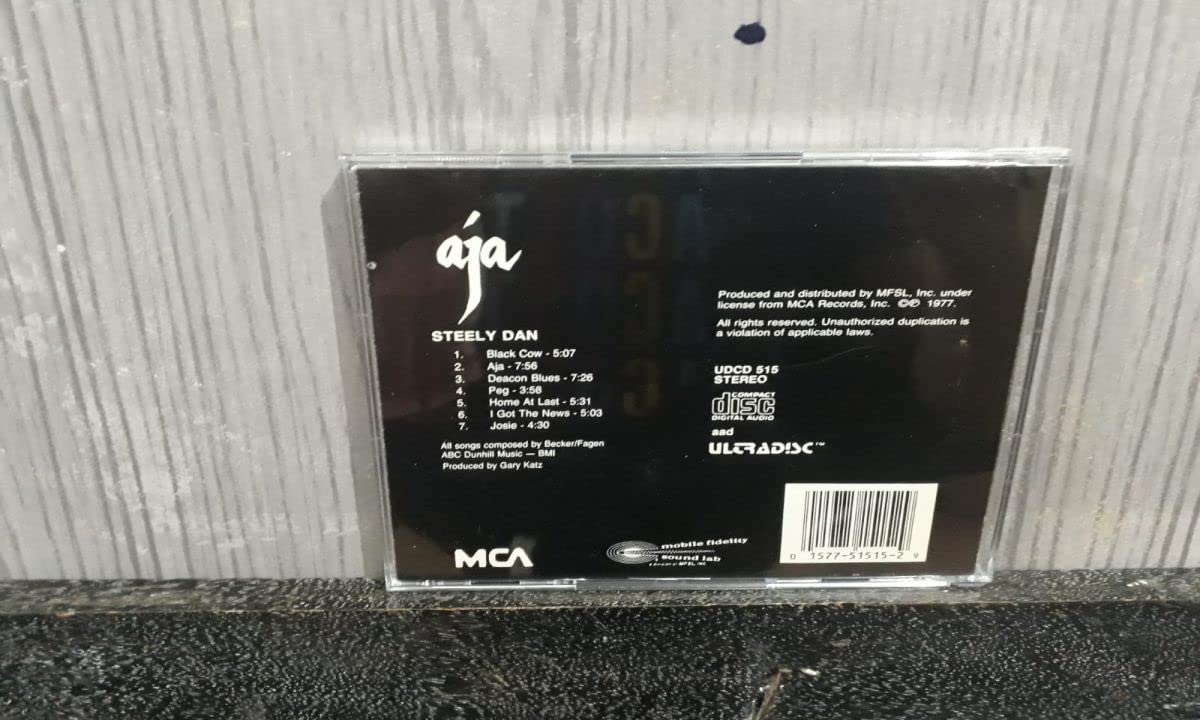 aja
STEELY DAN
1. Black Cow - 5:07
2. Aja - 7:56
3. Deacon Blues - 7:26
4. Peg - 3:58
5. Home At Last - 5:31
6. I Got The News - 5:03
7. Josie - 4:30
All songs composed by Becker/Fagen
ABC Dunhill Music — BMI
Produced by Gary Katz
Produced and distributed by MFSL, Inc. under
license from MCA Records, Inc. ©℗ 1977.
All rights reserved. Unauthorized duplication is
a violation of applicable laws.
UDCD 515
STEREO
COMPACT
disc
DIGITAL AUDIO
aad
ULTRADISC™
MCA
mobile fidelity
sound lab
MFSL, INC
0 1577-51515-2 9